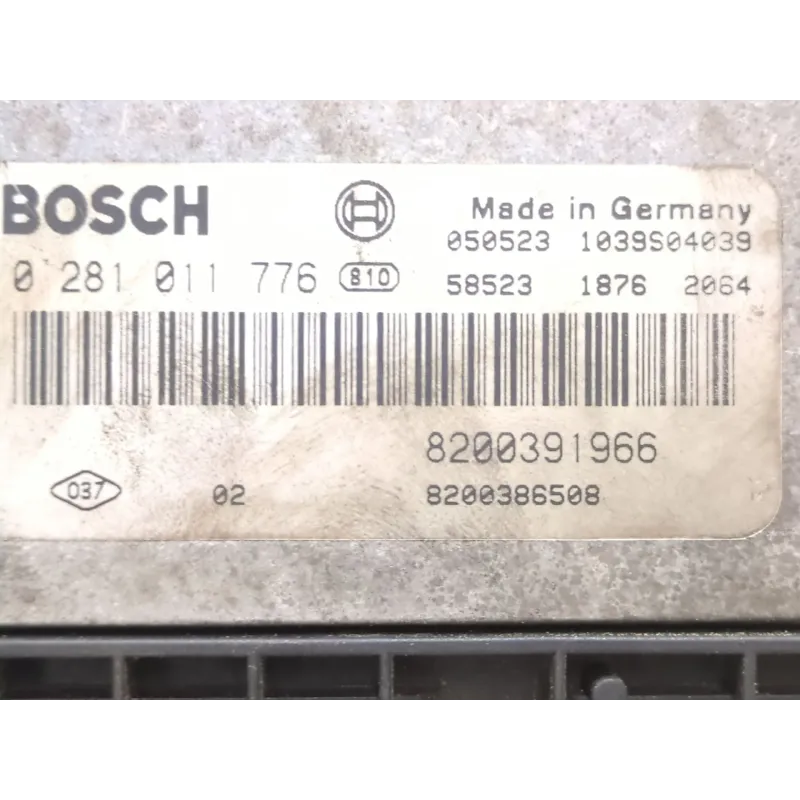 BOSCH
Made in Germany
050523 1039S04039
0 281 011 776 810
58523 1876 2064
8200391966
037 02 8200386508